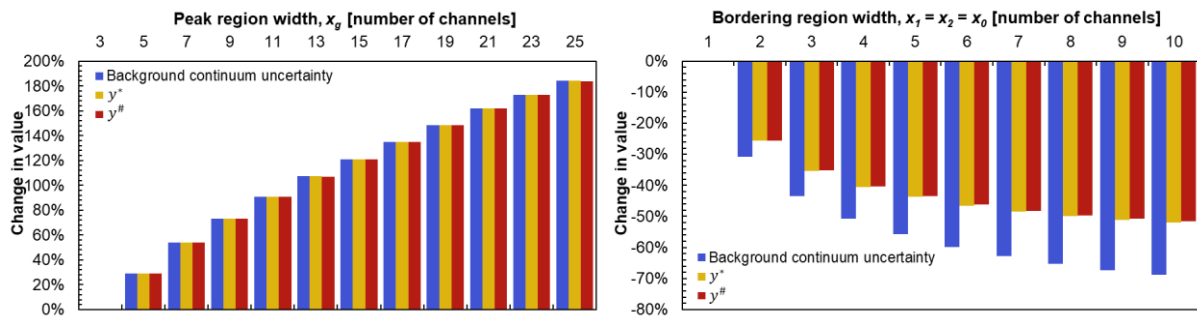 Peak region width, x_g [number of channels]
3 5 7 9 11 13 15 17 19 21 23 25
200%
180%
160%
140%
120%
100%
80%
60%
40%
20%
0%
Change in value
Background continuum uncertainty
y*
y#
Bordering region width, x₁ = x₂ = x₀ [number of channels]
1 2 3 4 5 6 7 8 9 10
0%
-10%
-20%
-30%
-40%
-50%
-60%
-70%
-80%
Change in value
Background continuum uncertainty
y*
y#